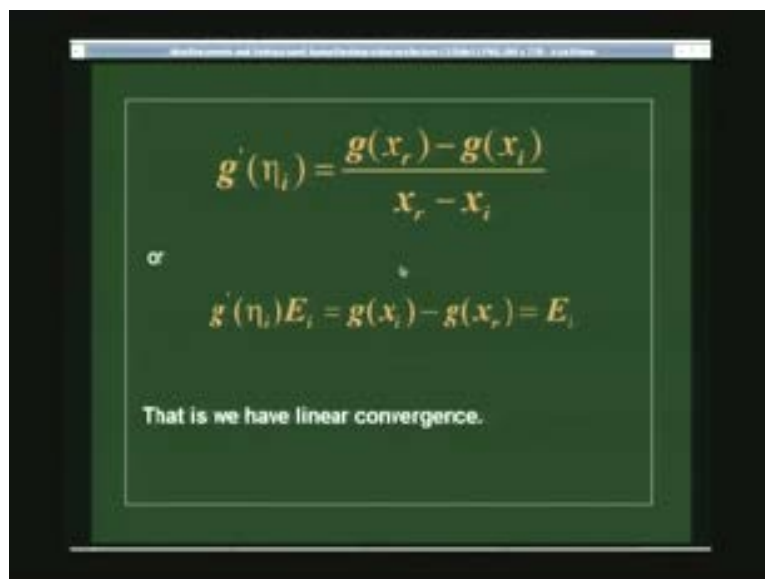 g'(η_i) = (g(x_r) − g(x_i)) / (x_r − x_i)
or
g'(η_i)E_i = g(x_i) − g(x_r) = E_i
That is we have linear convergence.